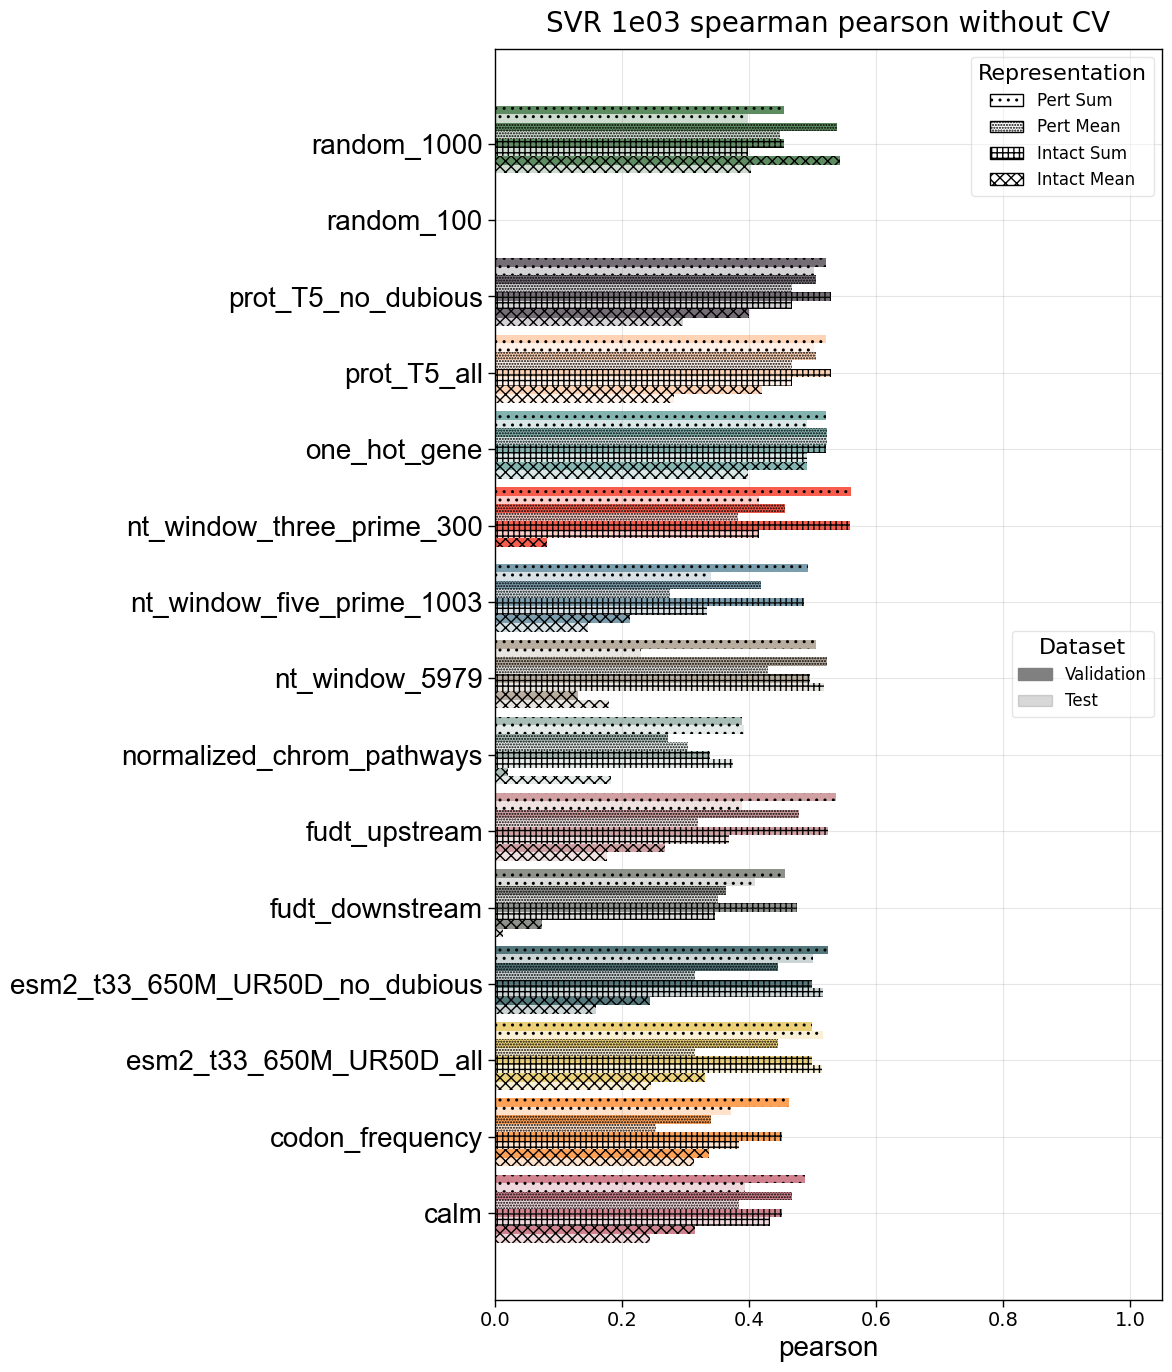 SVR 1e03 spearman pearson without CV
Representation
Pert Sum
Pert Mean
Intact Sum
Intact Mean
random_1000
random_100
prot_T5_no_dubious
prot_T5_all
one_hot_gene
nt_window_three_prime_300
nt_window_five_prime_1003
Dataset
Validation
Test
nt_window_5979
normalized_chrom_pathways
fudt_upstream
fudt_downstream
esm2_t33_650M_UR50D_no_dubious
esm2_t33_650M_UR50D_all
codon_frequency
calm
0.0 0.2 0.4 0.6 0.8 1.0
pearson